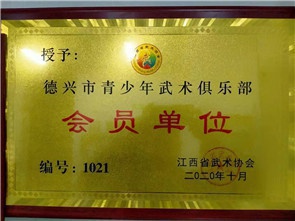 授予：
德兴市青少年武术俱乐部
会员单位
编号：1021
江西省武术协会
二〇二〇年十月